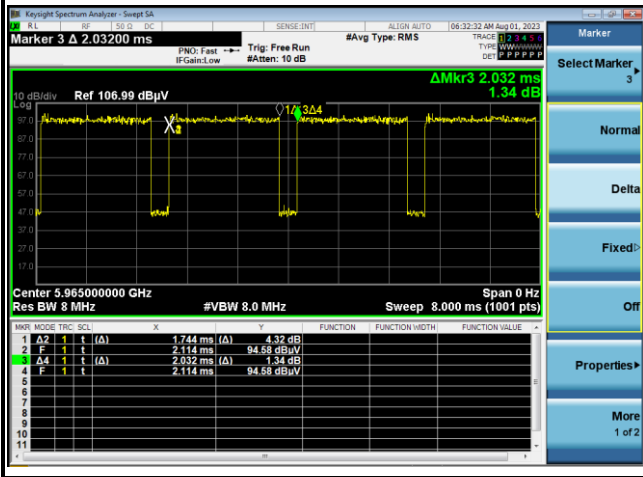 Keysight Spectrum Analyzer - Swept SA
RL RF 50 Ω DC SENSE:INT ALIGN AUTO 06:32:32 AM Aug 01, 2023
Marker 3 Δ 2.03200 ms
#Avg Type: RMS
TRACE 1 2 3 4 5 6
PNO: Fast Trig: Free Run
TYPE WWWWWW
IFGain:Low #Atten: 10 dB
DET P P P P P P
ΔMkr3 2.032 ms
1.34 dB
10 dB/div Ref 106.99 dBµV
Log
97.0
87.0
77.0
67.0
57.0
47.0
37.0
27.0
17.0
3Δ4
Center 5.965000000 GHz Span 0 Hz
Res BW 8 MHz #VBW 8.0 MHz Sweep 8.000 ms (1001 pts)
MKR MODE TRC SCL X Y FUNCTION FUNCTION WIDTH FUNCTION VALUE
1 Δ2 1 t (Δ) 1.744 ms (Δ) 4.32 dB
2 F 1 t 2.114 ms 94.58 dBµV
3 Δ4 1 t (Δ) 2.032 ms (Δ) 1.34 dB
4 F 1 t 2.114 ms 94.58 dBµV
5
6
7
8
9
10
11
Marker
Select Marker
3
Normal
Delta
Fixed
Off
Properties
More
1 of 2